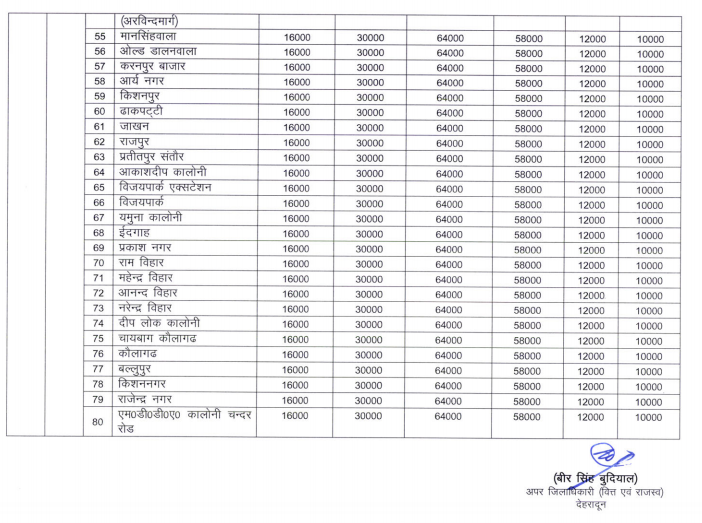 (अरविन्दमार्ग)
55 मानसिंहवाला 16000 30000 64000 58000 12000 10000
56 ओल्ड डालनवाला 16000 30000 64000 58000 12000 10000
57 करनपुर बाजार 16000 30000 64000 58000 12000 10000
58 आर्य नगर 16000 30000 64000 58000 12000 10000
59 किशनपुर 16000 30000 64000 58000 12000 10000
60 ढाकपट्टी 16000 30000 64000 58000 12000 10000
61 जाखन 16000 30000 64000 58000 12000 10000
62 राजपुर 16000 30000 64000 58000 12000 10000
63 प्रतीतपुर संतौर 16000 30000 64000 58000 12000 10000
64 आकाशदीप कालोनी 16000 30000 64000 58000 12000 10000
65 विजयपार्क एक्सटेशन 16000 30000 64000 58000 12000 10000
66 विजयपार्क 16000 30000 64000 58000 12000 10000
67 यमुना कालोनी 16000 30000 64000 58000 12000 10000
68 ईदगाह 16000 30000 64000 58000 12000 10000
69 प्रकाश नगर 16000 30000 64000 58000 12000 10000
70 राम विहार 16000 30000 64000 58000 12000 10000
71 महेन्द्र विहार 16000 30000 64000 58000 12000 10000
72 आनन्द विहार 16000 30000 64000 58000 12000 10000
73 नरेन्द्र विहार 16000 30000 64000 58000 12000 10000
74 दीप लोक कालोनी 16000 30000 64000 58000 12000 10000
75 चायबाग कौलागढ 16000 30000 64000 58000 12000 10000
76 कौलागढ 16000 30000 64000 58000 12000 10000
77 बल्लुपुर 16000 30000 64000 58000 12000 10000
78 किशननगर 16000 30000 64000 58000 12000 10000
79 राजेन्द्र नगर 16000 30000 64000 58000 12000 10000
80 एम0डी0डी0ए0 कालोनी चन्दर 16000 30000 64000 58000 12000 10000
रोड
(बीर सिंह बुदियाल)
अपर जिलाधिकारी (वित्त एवं राजस्व)
देहरादून